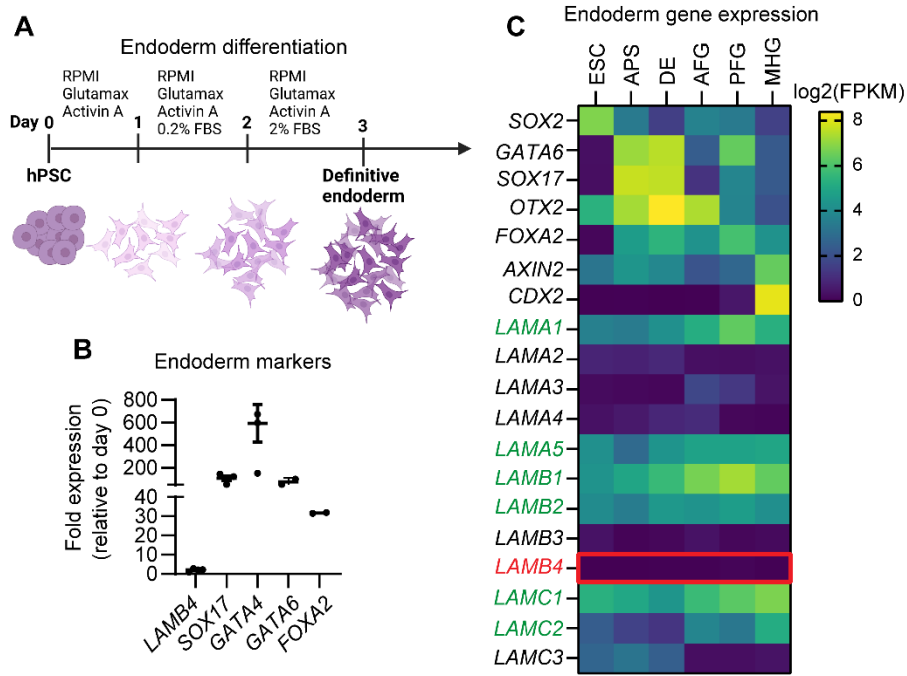 A
Endoderm differentiation
RPMI
Glutamax
Activin A
RPMI
Glutamax
Activin A
0.2% FBS
RPMI
Glutamax
Activin A
2% FBS
Day 0
1
2
3
hPSC
Definitive
endoderm
B
Endoderm markers
Fold expression
(relative to day 0)
800
600
400
200
40
30
20
10
0
LAMB4
SOX17
GATA4
GATA6
FOXA2
C
Endoderm gene expression
ESC
APS
DE
AFG
PFG
MHG
log2(FPKM)
8
6
4
2
0
SOX2
GATA6
SOX17
OTX2
FOXA2
AXIN2
CDX2
LAMA1
LAMA2
LAMA3
LAMA4
LAMA5
LAMB1
LAMB2
LAMB3
LAMB4
LAMC1
LAMC2
LAMC3